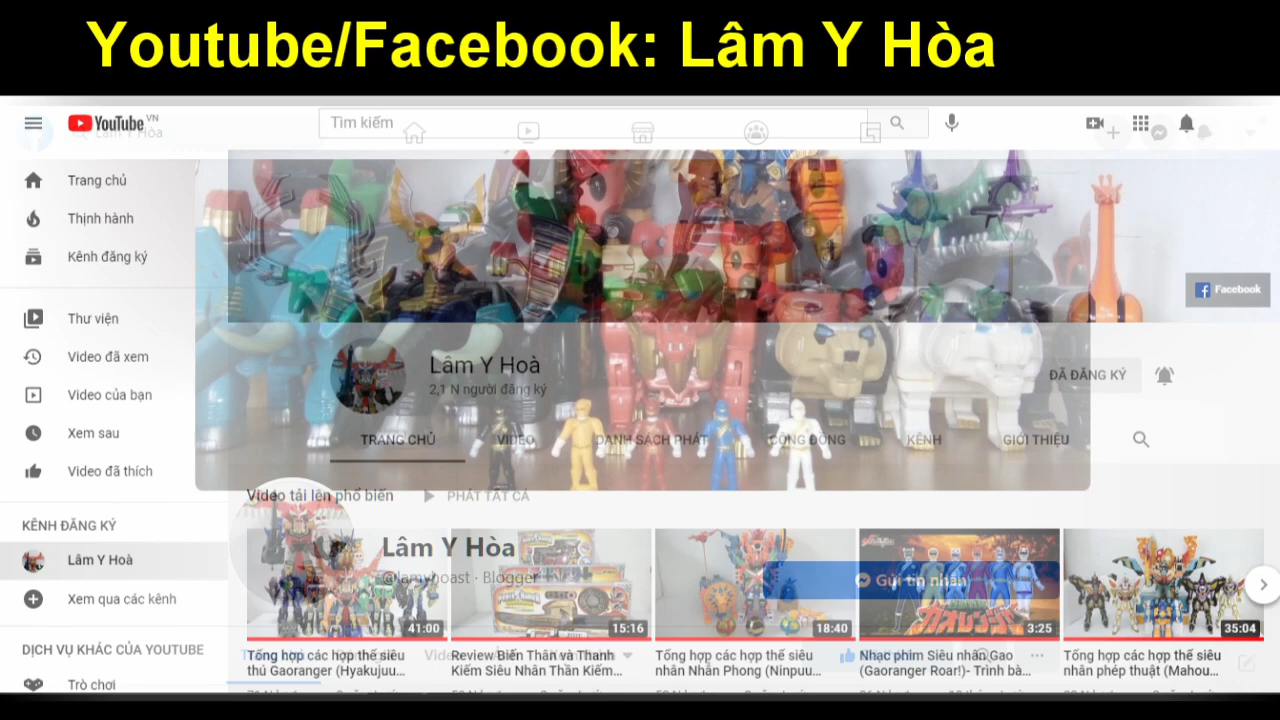 Youtube/Facebook: Lâm Y Hòa
YouTube VN
Lâm Y Hòa
Tìm kiếm
Trang chủ
Thịnh hành
Kênh đăng ký
Facebook
Thư viện
Video đã xem
Video của bạn
Xem sau
Video đã thích
Lâm Y Hoà
2,1 N người đăng ký
ĐÃ ĐĂNG KÝ
TRANG CHỦ VIDEO DANH SÁCH PHÁT CỘNG ĐỒNG KÊNH GIỚI THIỆU
Video tải lên phổ biến PHÁT TẤT CẢ
KÊNH ĐĂNG KÝ
Lâm Y Hoà
Xem qua các kênh
Lâm Y Hòa
@lamyhoast · Blogger
Gửi tin nhắn
41:00 15:16 18:40 3:25 35:04
Tổng hợp các hợp thể siêu
thú Gaoranger (Hyakujuu...
Review Biến Thân và Thanh
Kiếm Siêu Nhân Thần Kiếm...
Tổng hợp các hợp thể siêu
nhân Nhẫn Phong (Ninpuu...
Nhạc phim Siêu nhân Gao
(Gaoranger Roar!)- Trình bà...
Tổng hợp các hợp thể siêu
nhân phép thuật (Mahou...
DỊCH VỤ KHÁC CỦA YOUTUBE
Trò chơi